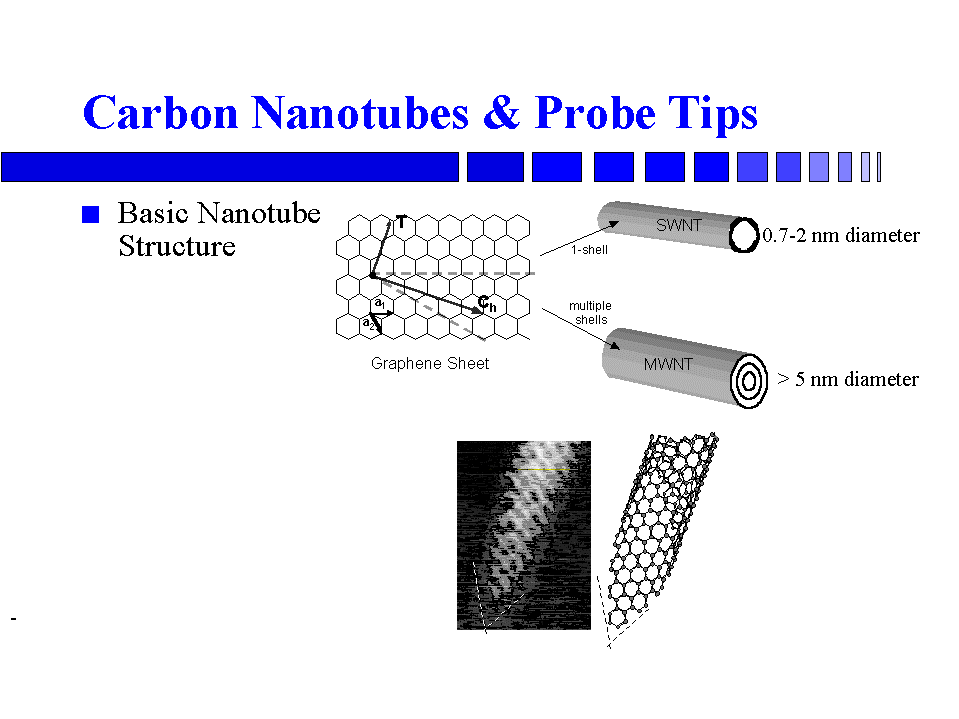 Carbon Nanotubes & Probe Tips
Basic Nanotube
Structure
T
a1
a2
Ch
Graphene Sheet
1-shell
SWNT
0.7-2 nm diameter
multiple
shells
MWNT
> 5 nm diameter
-